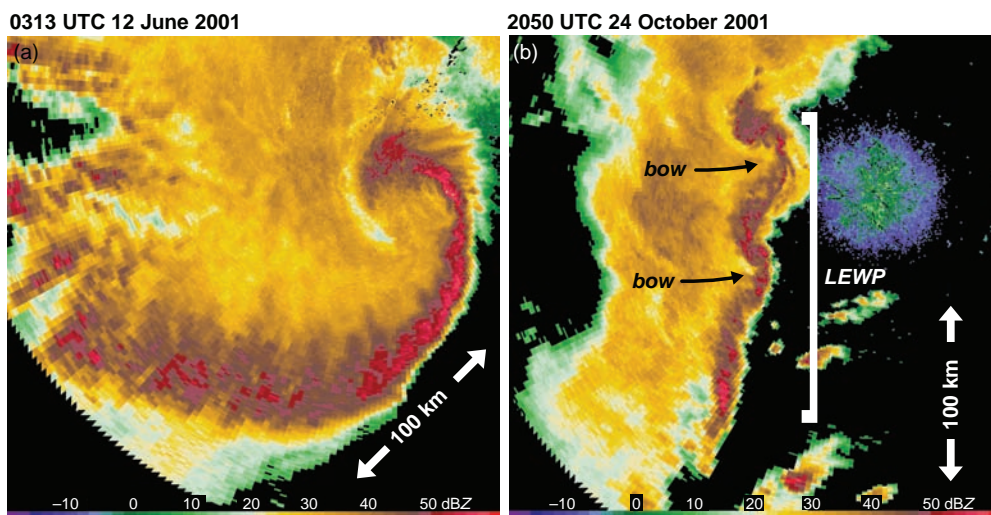 0313 UTC 12 June 2001
(a)
100 km
−10 0 10 20 30 40 50 dBZ
2050 UTC 24 October 2001
(b)
bow
bow
LEWP
100 km
−10 0 10 20 30 40 50 dBZ